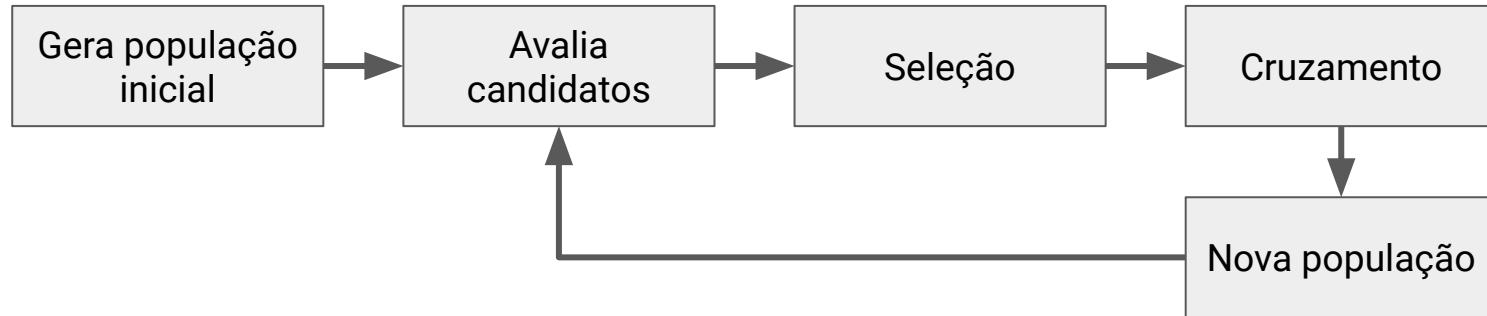 Gera população
inicial
Avalia
candidatos
Seleção
Cruzamento
Nova população